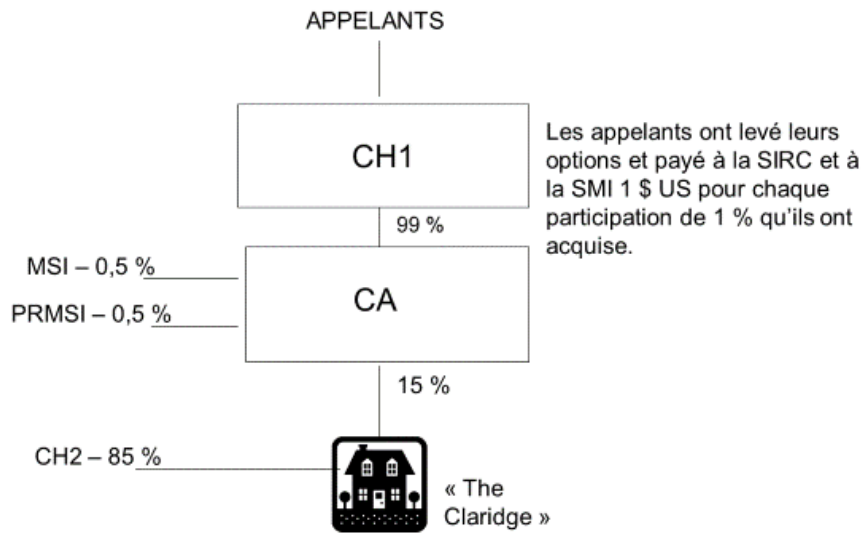 APPELANTS
CH1
Les appelants ont levé leurs
options et payé à la SIRC et à
la SMI 1 $ US pour chaque
participation de 1 % qu'ils ont
acquise.
99 %
MSI – 0,5 %
CA
PRMSI – 0,5 %
15 %
CH2 – 85 %
« The
Claridge »